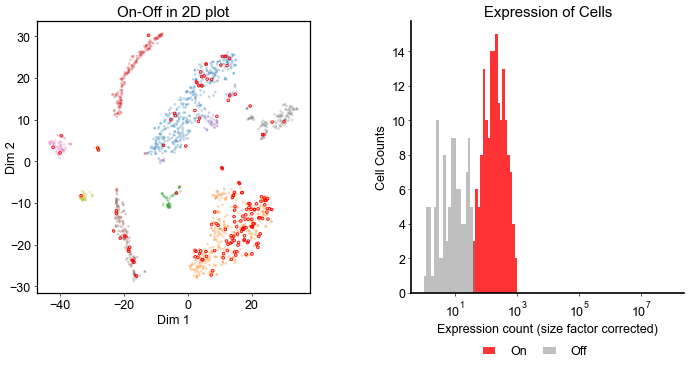 On-Off in 2D plot
30
20
10
0
−10
−20
−30
−40
−20
0
20
Dim 2
Dim 1
Expression of Cells
14
12
10
8
6
4
2
0
10^1
10^3
10^5
10^7
Cell Counts
Expression count (size factor corrected)
On
Off